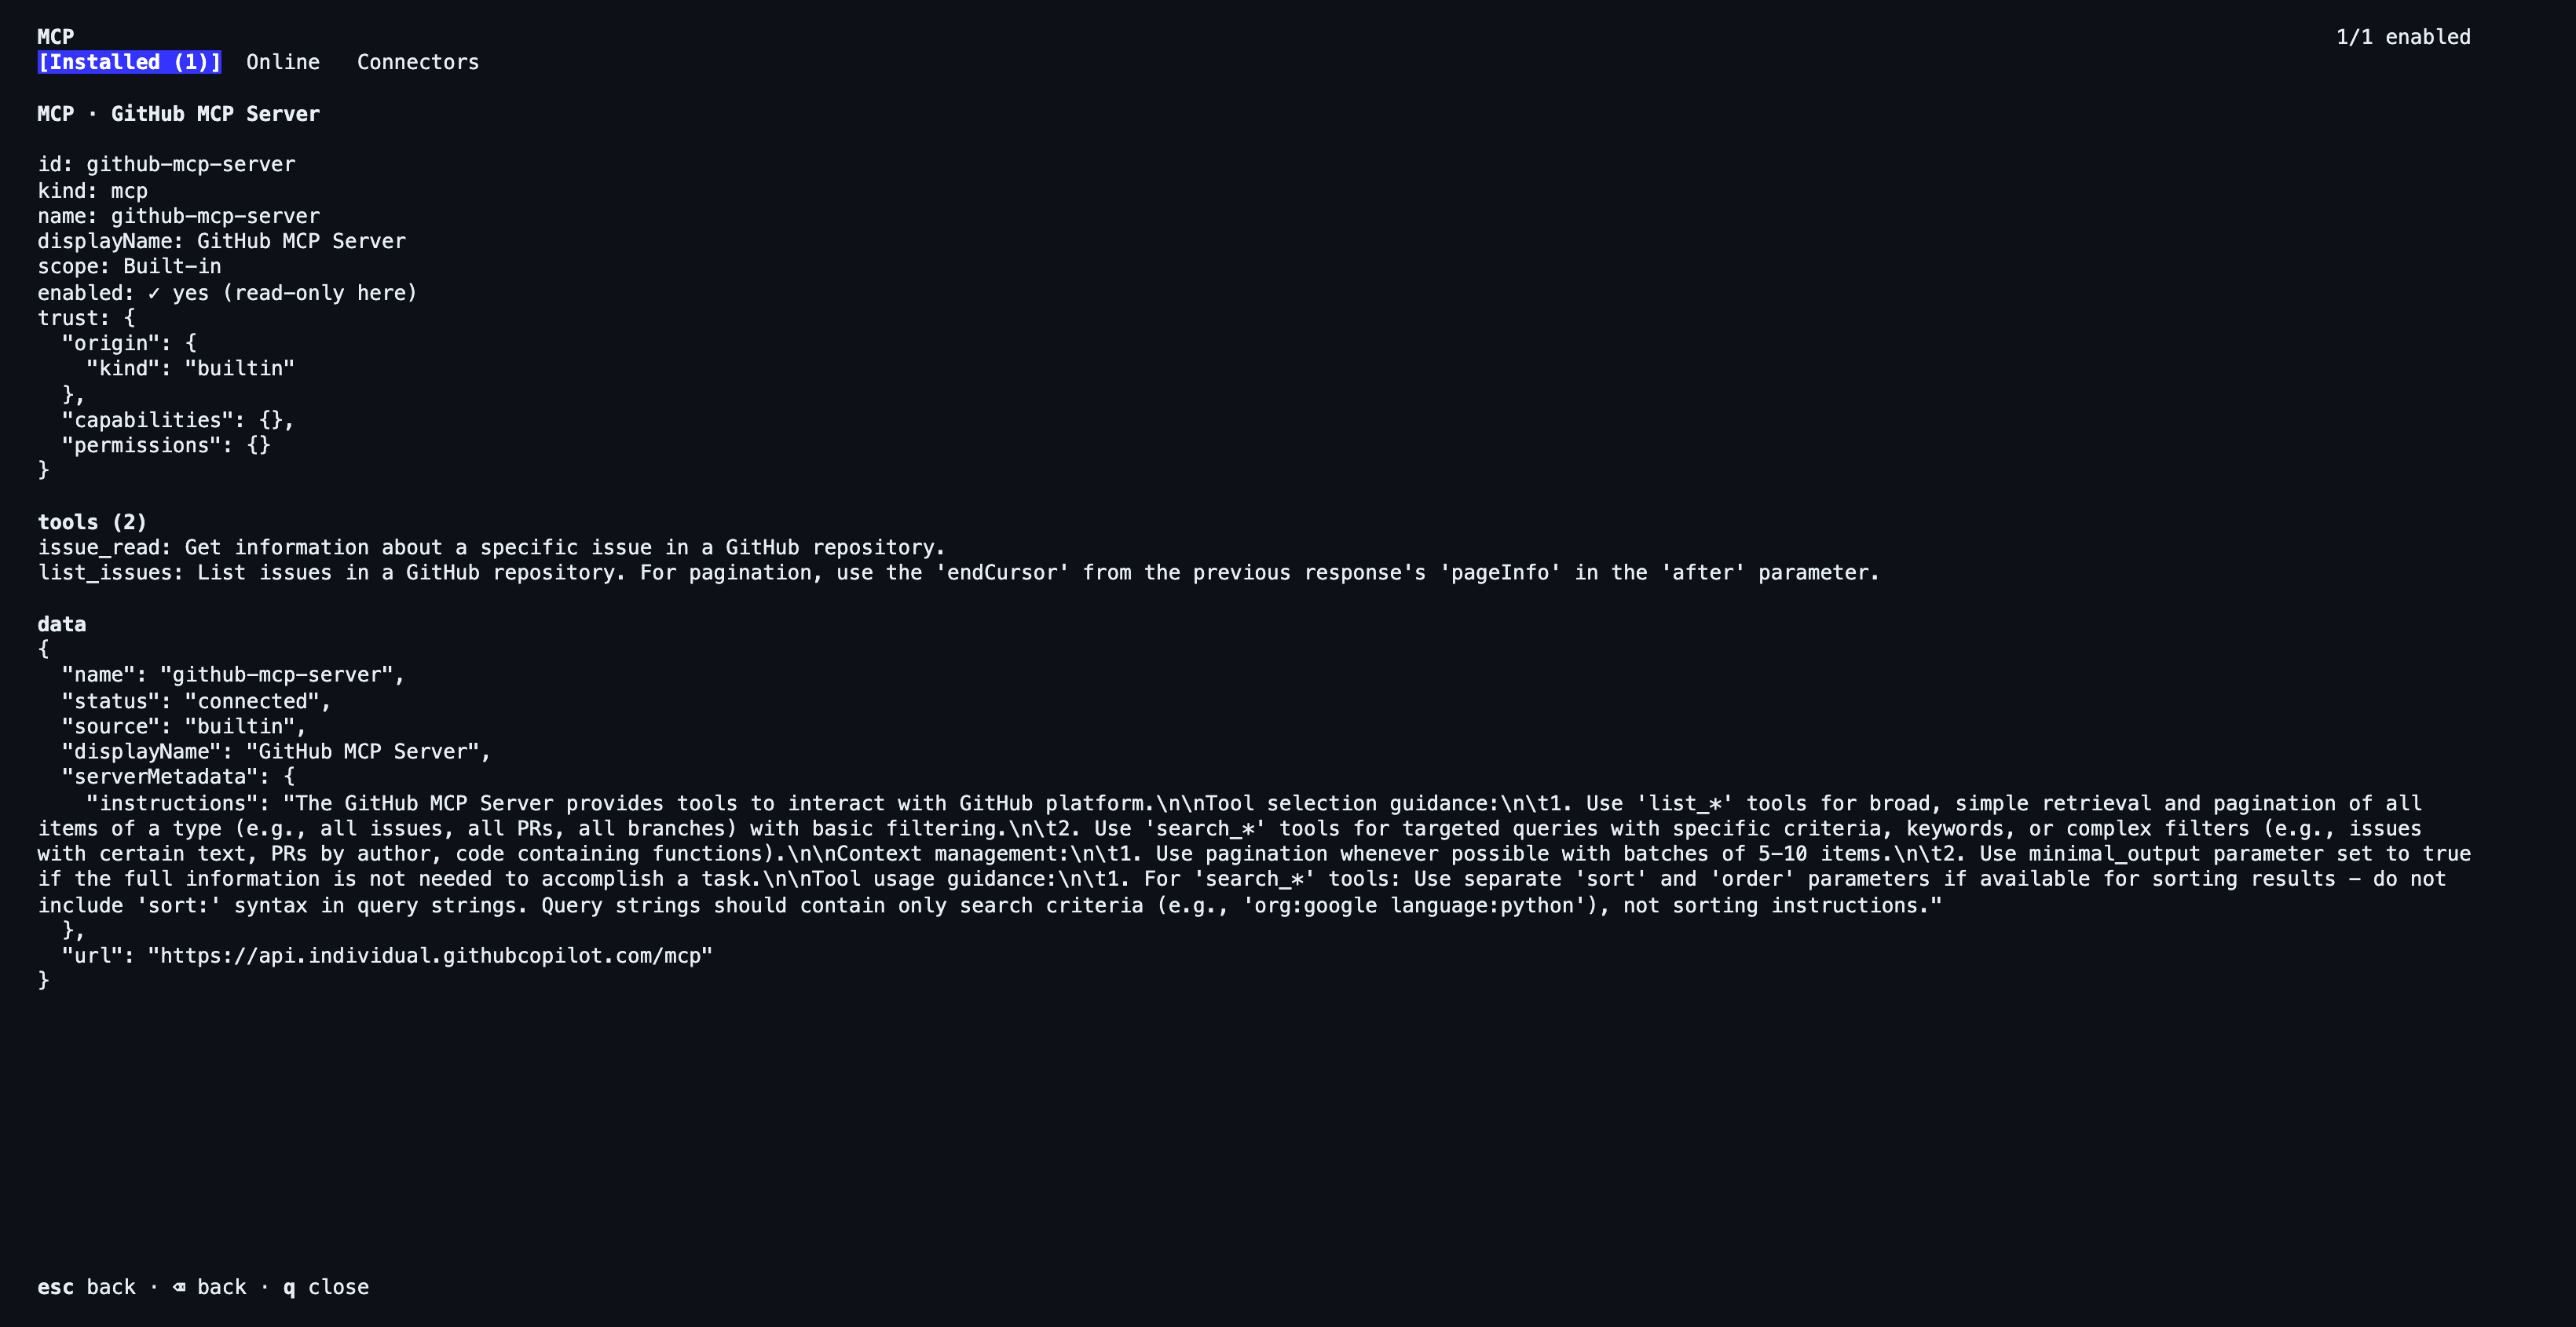 MCP 1/1 enabled
[Installed (1)] Online Connectors
MCP · GitHub MCP Server
id: github-mcp-server
kind: mcp
name: github-mcp-server
displayName: GitHub MCP Server
scope: Built-in
enabled: ✓ yes (read-only here)
trust: {
  "origin": {
    "kind": "builtin"
  },
  "capabilities": {},
  "permissions": {}
}
tools (2)
issue_read: Get information about a specific issue in a GitHub repository.
list_issues: List issues in a GitHub repository. For pagination, use the 'endCursor' from the previous response's 'pageInfo' in the 'after' parameter.
data
{
  "name": "github-mcp-server",
  "status": "connected",
  "source": "builtin",
  "displayName": "GitHub MCP Server",
  "serverMetadata": {
    "instructions": "The GitHub MCP Server provides tools to interact with GitHub platform.\n\nTool selection guidance:\n\t1. Use 'list_*' tools for broad, simple retrieval and pagination of all
items of a type (e.g., all issues, all PRs, all branches) with basic filtering.\n\t2. Use 'search_*' tools for targeted queries with specific criteria, keywords, or complex filters (e.g., issues
with certain text, PRs by author, code containing functions).\n\nContext management:\n\t1. Use pagination whenever possible with batches of 5-10 items.\n\t2. Use minimal_output parameter set to true
if the full information is not needed to accomplish a task.\n\nTool usage guidance:\n\t1. For 'search_*' tools: Use separate 'sort' and 'order' parameters if available for sorting results - do not
include 'sort:' syntax in query strings. Query strings should contain only search criteria (e.g., 'org:google language:python'), not sorting instructions."
  },
  "url": "https://api.individual.githubcopilot.com/mcp"
}
esc back · ⌫ back · q close